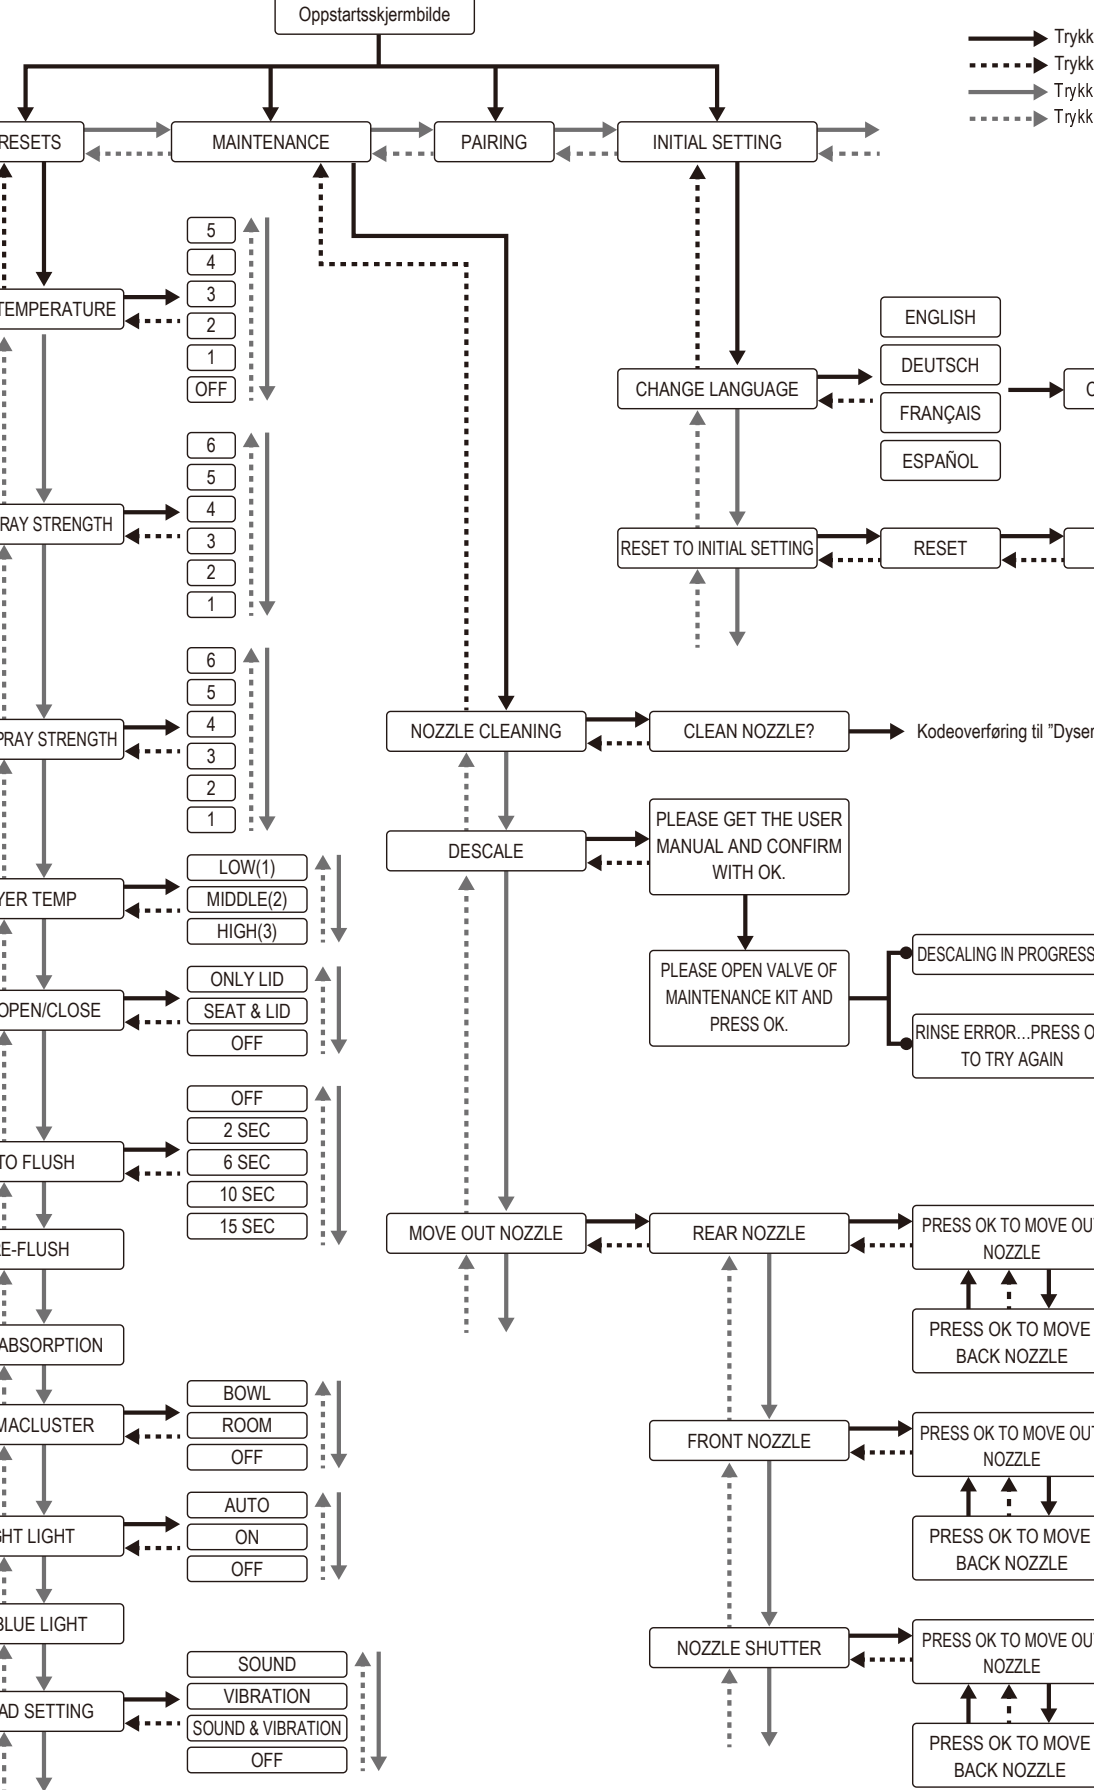 Oppstartsskjermbilde
Trykk
Trykk
Trykk
Trykk
RESETS
MAINTENANCE
PAIRING
INITIAL SETTING
TEMPERATURE
5
4
3
2
1
OFF
RAY STRENGTH
6
5
4
3
2
1
PRAY STRENGTH
6
5
4
3
2
1
YER TEMP
LOW(1)
MIDDLE(2)
HIGH(3)
OPEN/CLOSE
ONLY LID
SEAT & LID
OFF
TO FLUSH
OFF
2 SEC
6 SEC
10 SEC
15 SEC
E-FLUSH
ABSORPTION
MACLUSTER
BOWL
ROOM
OFF
GHT LIGHT
AUTO
ON
OFF
BLUE LIGHT
AD SETTING
SOUND
VIBRATION
SOUND & VIBRATION
OFF
NOZZLE CLEANING
CLEAN NOZZLE?
Kodeoverføring til ”Dyser
DESCALE
PLEASE GET THE USER
MANUAL AND CONFIRM
WITH OK.
PLEASE OPEN VALVE OF
MAINTENANCE KIT AND
PRESS OK.
DESCALING IN PROGRESS
RINSE ERROR...PRESS O
TO TRY AGAIN
MOVE OUT NOZZLE
REAR NOZZLE
PRESS OK TO MOVE OUT
NOZZLE
PRESS OK TO MOVE
BACK NOZZLE
FRONT NOZZLE
PRESS OK TO MOVE OUT
NOZZLE
PRESS OK TO MOVE
BACK NOZZLE
NOZZLE SHUTTER
PRESS OK TO MOVE OUT
NOZZLE
PRESS OK TO MOVE
BACK NOZZLE
CHANGE LANGUAGE
ENGLISH
DEUTSCH
FRANÇAIS
ESPAÑOL
RESET TO INITIAL SETTING
RESET